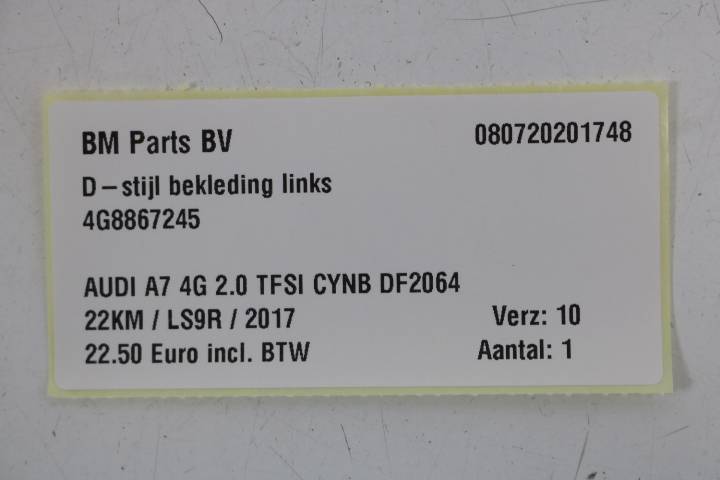 BM Parts BV 080720201748
D-stijl bekleding links
4G8867245
AUDI A7 4G 2.0 TFSI CYNB DF2064
22KM / LS9R / 2017 Verz: 10
22.50 Euro incl. BTW Aantal: 1